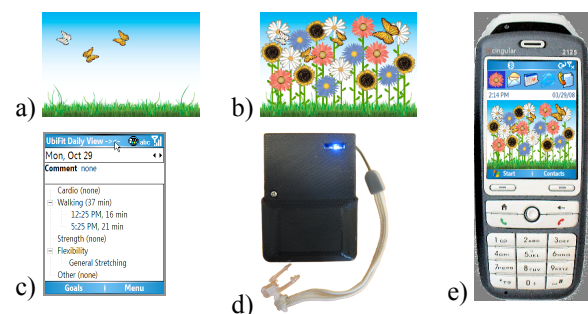 a)
b)
c)
UbiFit Daily View
abc
Mon, Oct 29
Comment none
Cardio (none)
Walking (37 min)
12:25 PM, 16 min
5:25 PM, 21 min
Strength (none)
Flexibility
General Stretching
Other (none)
Goals
Menu
d)
e)
cingular
2125
2:14 PM
03/29/08
Start
Contacts